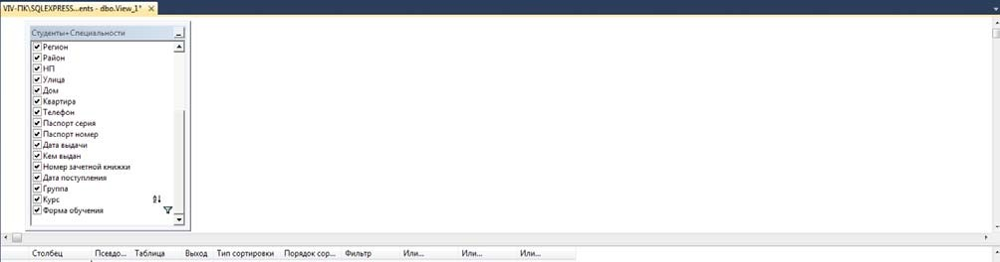 VIV-ПК\SQLEXPRESS...ents - dbo.View_1*
Студенты+Специальности
Регион
Район
НП
Улица
Дом
Квартира
Телефон
Паспорт серия
Паспорт номер
Дата выдачи
Кем выдан
Номер зачетной книжки
Дата поступления
Группа
Курс
Форма обучения
Столбец Псевдо... Таблица Выход Тип сортировки Порядок сор... Фильтр Или... Или... Или...